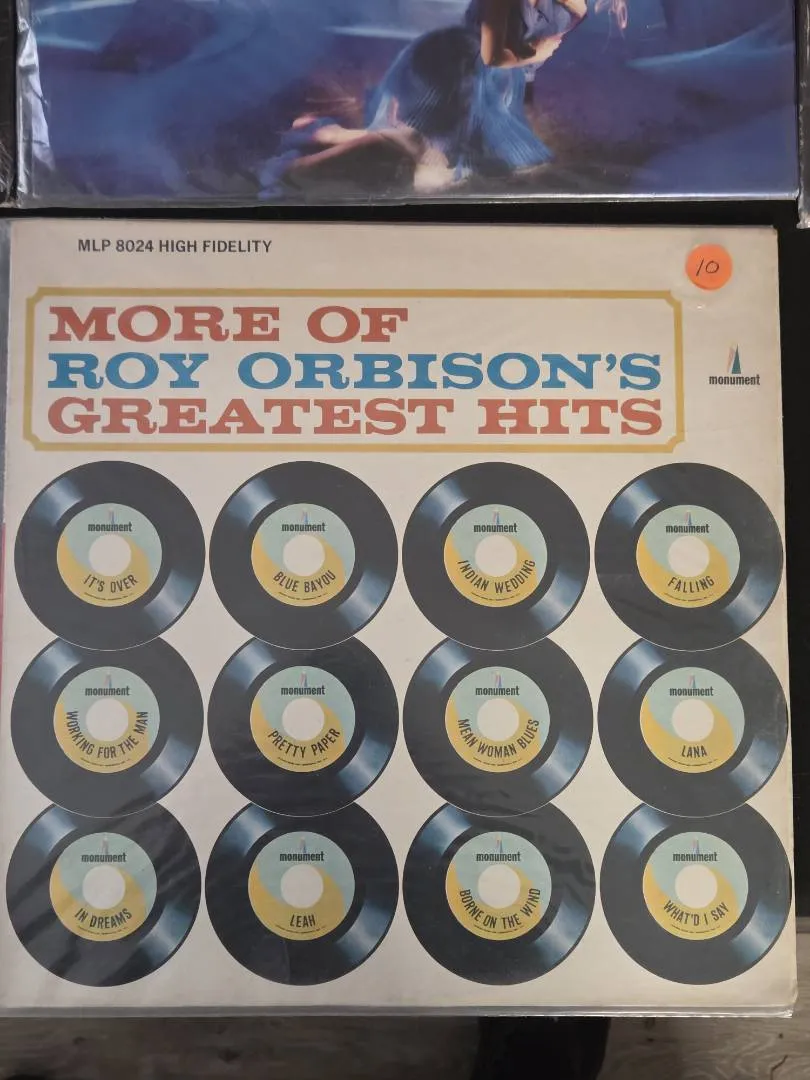 MLP 8024 HIGH FIDELITY
10
MORE OF
ROY ORBISON'S
GREATEST HITS
monument
monument
IT'S OVER
monument
BLUE BAYOU
monument
INDIAN WEDDING
monument
FALLING
monument
WORKING FOR THE MAN
monument
PRETTY PAPER
monument
MEAN WOMAN BLUES
monument
LANA
monument
IN DREAMS
monument
LEAH
monument
BORNE ON THE WIND
monument
WHAT'D I SAY